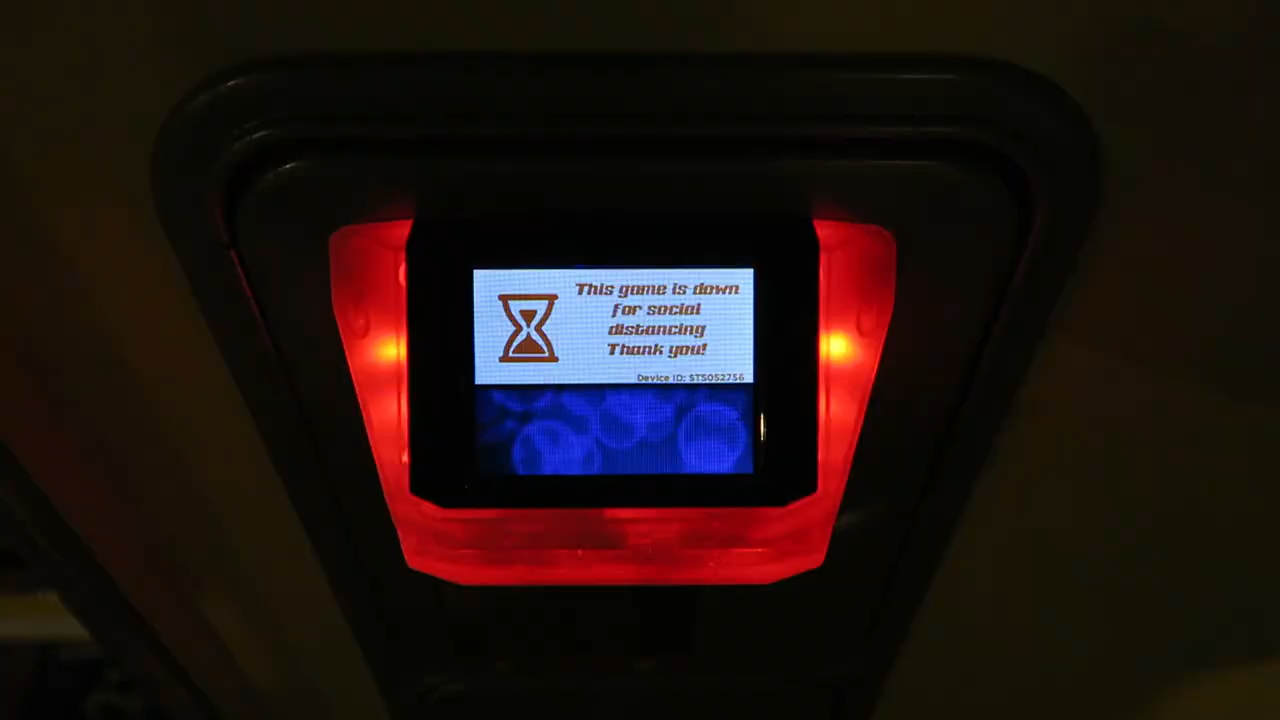 This game is down
for social
distancing
Thank you!
Device ID: STS052756